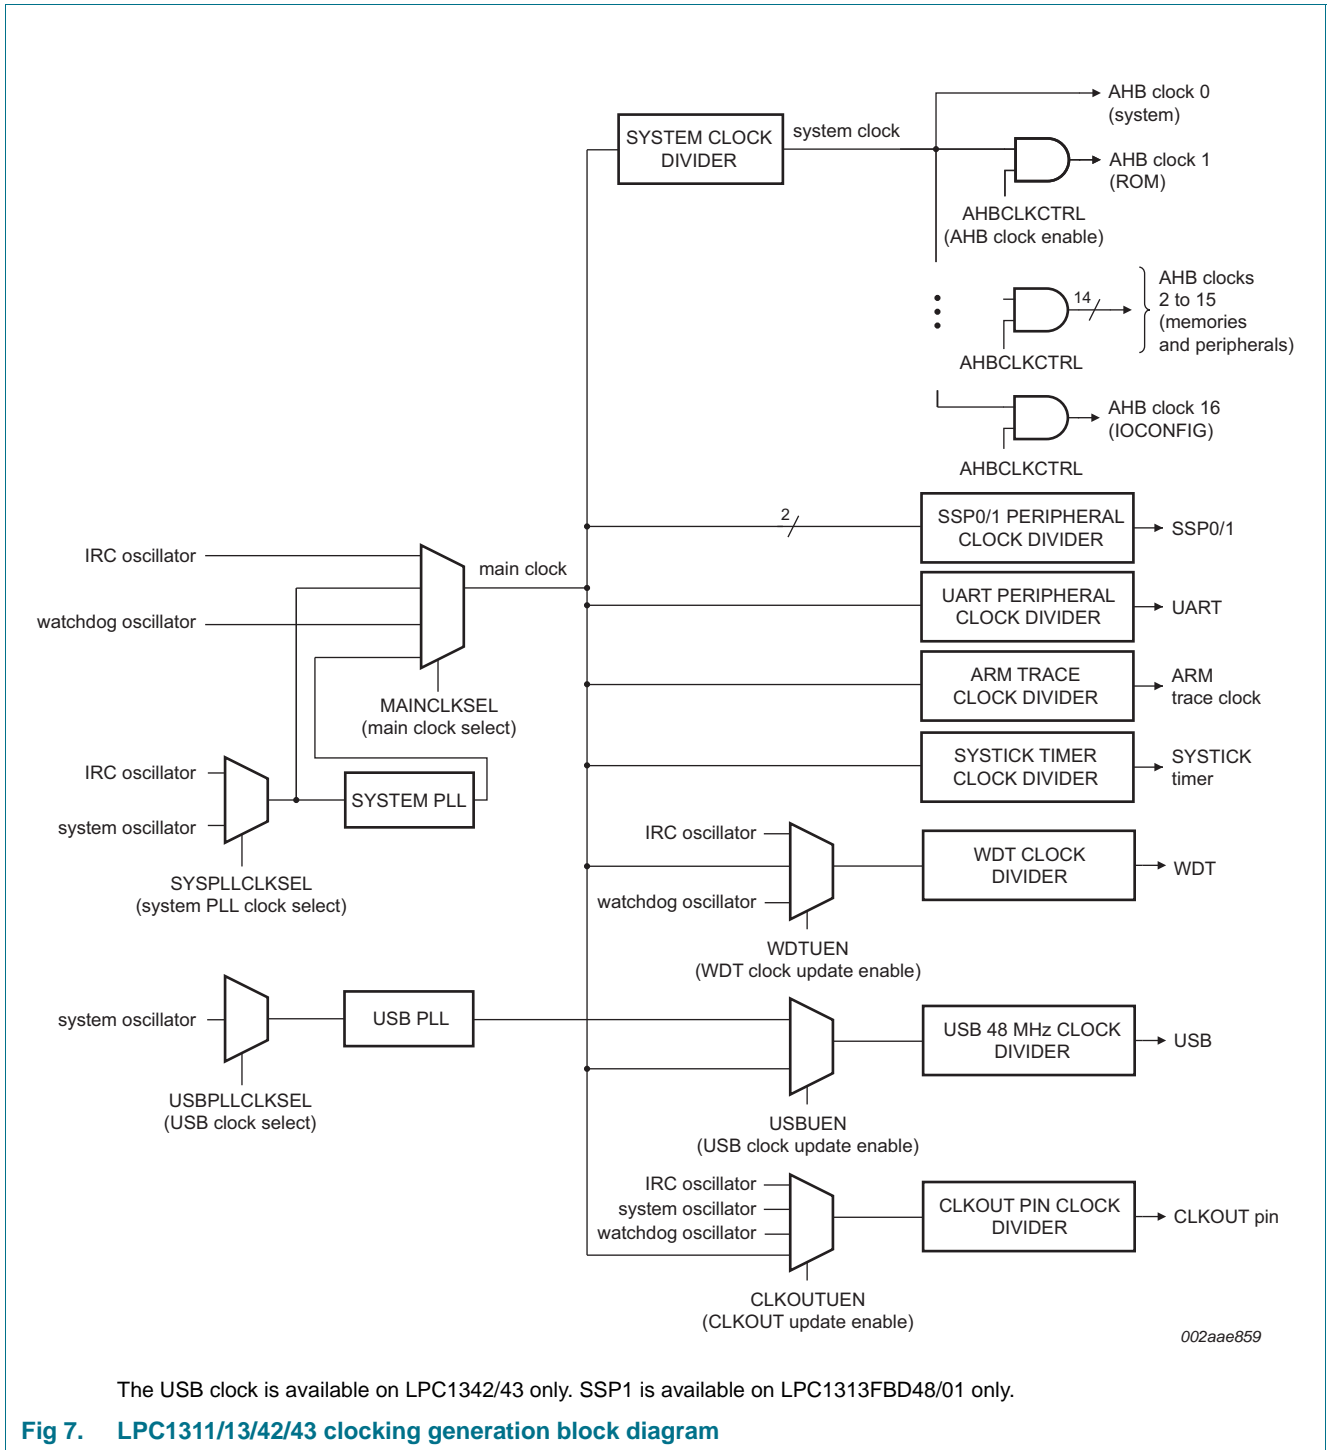 AHB clock 0
(system)
SYSTEM CLOCK
DIVIDER
system clock
AHB clock 1
(ROM)
AHBCLKCTRL
(AHB clock enable)
14
AHB clocks
2 to 15
(memories
and peripherals)
AHBCLKCTRL
AHB clock 16
(IOCONFIG)
AHBCLKCTRL
2
SSP0/1 PERIPHERAL
CLOCK DIVIDER
SSP0/1
IRC oscillator
main clock
UART PERIPHERAL
CLOCK DIVIDER
UART
watchdog oscillator
MAINCLKSEL
(main clock select)
ARM TRACE
CLOCK DIVIDER
ARM
trace clock
IRC oscillator
system oscillator
SYSTEM PLL
SYSPLLCLKSEL
(system PLL clock select)
SYSTICK TIMER
CLOCK DIVIDER
SYSTICK
timer
IRC oscillator
watchdog oscillator
WDT CLOCK
DIVIDER
WDT
WDTUEN
(WDT clock update enable)
system oscillator
USB PLL
USBPLLCLKSEL
(USB clock select)
USB 48 MHz CLOCK
DIVIDER
USB
USBUEN
(USB clock update enable)
IRC oscillator
system oscillator
watchdog oscillator
CLKOUT PIN CLOCK
DIVIDER
CLKOUT pin
CLKOUTUEN
(CLKOUT update enable)
002aae859
The USB clock is available on LPC1342/43 only. SSP1 is available on LPC1313FBD48/01 only.
Fig 7. LPC1311/13/42/43 clocking generation block diagram